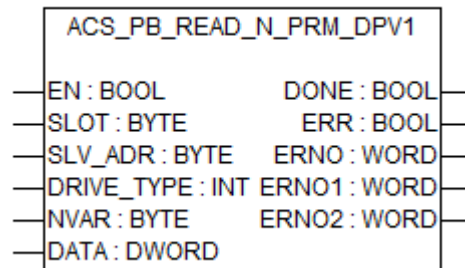 ACS_PB_READ_N_PRM_DPV1
EN : BOOL DONE : BOOL
SLOT : BYTE ERR : BOOL
SLV_ADR : BYTE ERNO : WORD
DRIVE_TYPE : INT ERNO1 : WORD
NVAR : BYTE ERNO2 : WORD
DATA : DWORD